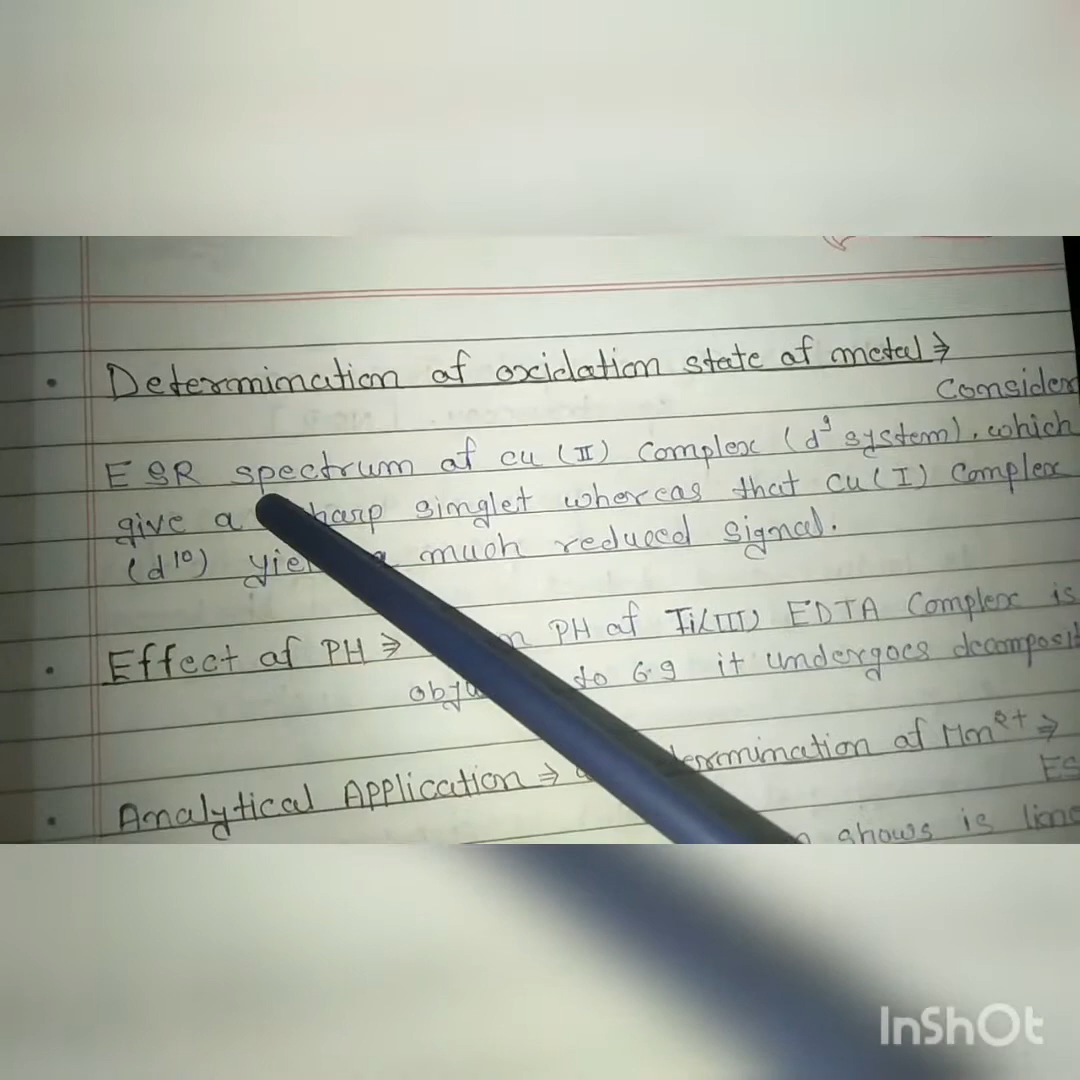 • Determination of oxidation state of metal ⇒
Consider
ESR spectrum of cu (II) Complex (d⁹ system). which
give a sharp singlet whereas that cu (I) Complex
(d¹⁰) much reduced signal.
• Effect of PH ⇒ PH of Ti(III) EDTA Complex is
to 6.9 it undergoes decomposit
• Analytical Application ⇒ determination of Mn²⁺ ⇒
ES
shows is line
InShOt